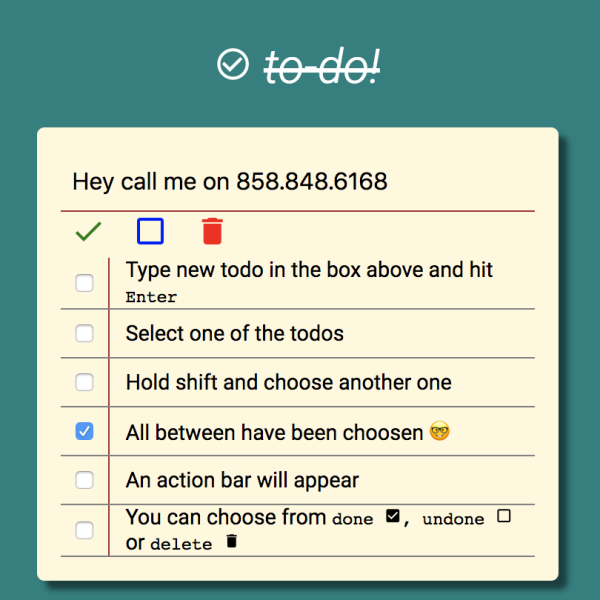 to-do!
Hey call me on 858.848.6168
Type new todo in the box above and hit
Enter
Select one of the todos
Hold shift and choose another one
All between have been choosen 🤓
An action bar will appear
You can choose from done ☑, undone ☐
or delete 🗑